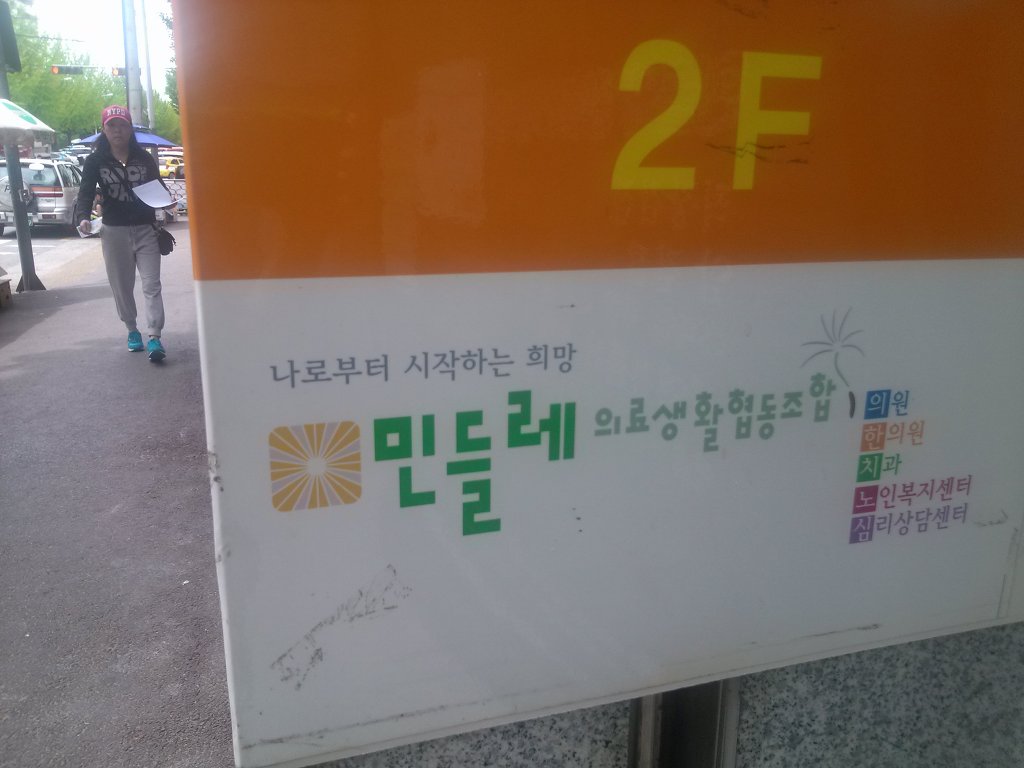 2F
나로부터 시작하는 희망
민들레 의료생활협동조합
의원
한의원
치과
노인복지센터
심리상담센터
NYPD